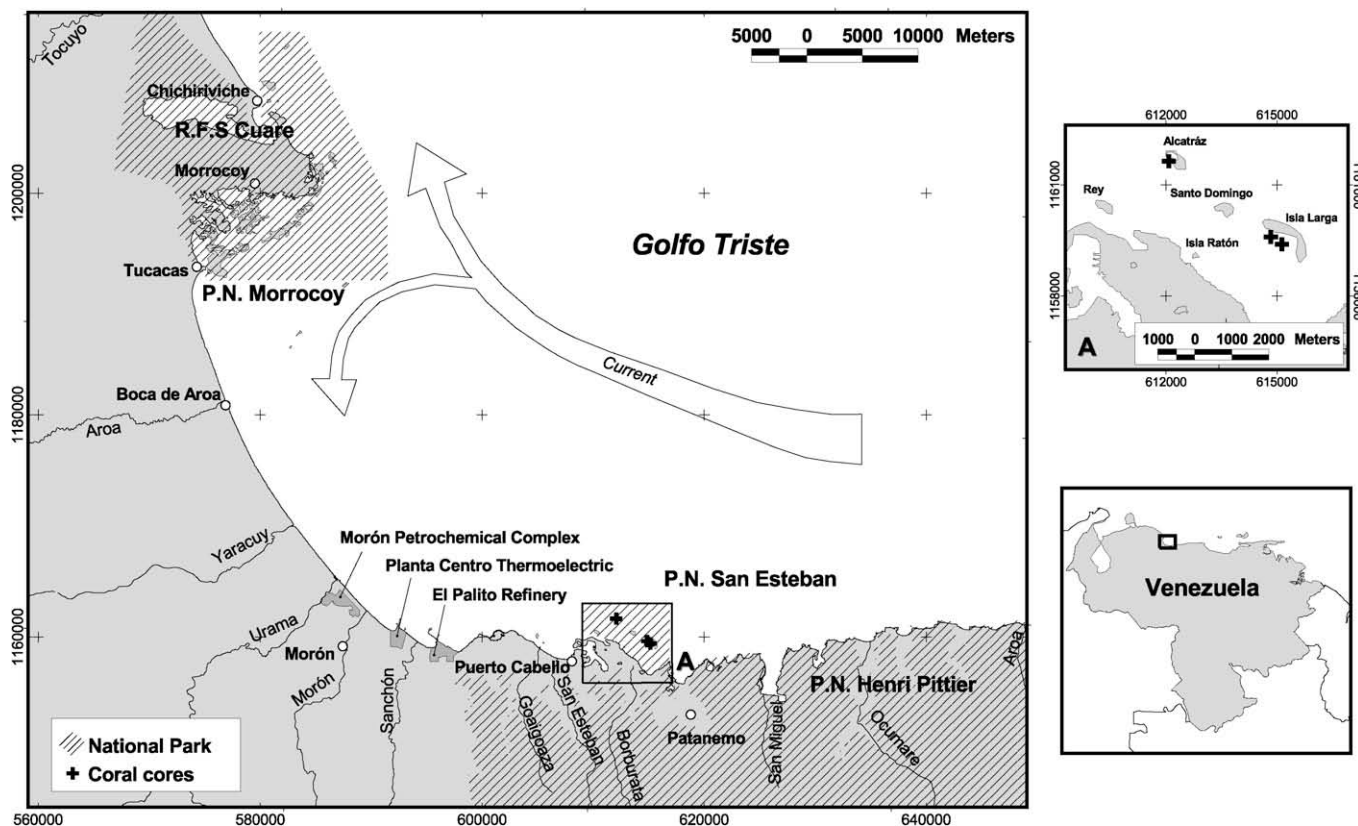 5000 0 5000 10000 Meters
Tocuyo
Chichiriviche
R.F.S Cuare
Morrocoy
1200000
Golfo Triste
Tucacas
P.N. Morrocoy
Current
Boca de Aroa
1180000
Aroa
Yaracuy
Morón Petrochemical Complex
Planta Centro Thermoelectric
P.N. San Esteban
El Palito Refinery
Urama
1160000
Morón
Puerto Cabello
A
Aroa
P.N. Henri Pittier
Morón
Sanchón
Goaigoaza
San Esteban
Borburata
Patanemo
San Miguel
Ocumare
National Park
Coral cores
560000 580000 600000 620000 640000
612000 615000
Alcatráz
1161000
Rey
Santo Domingo
Isla Larga
Isla Ratón
1158000
1000 0 1000 2000 Meters
A
612000 615000
Venezuela